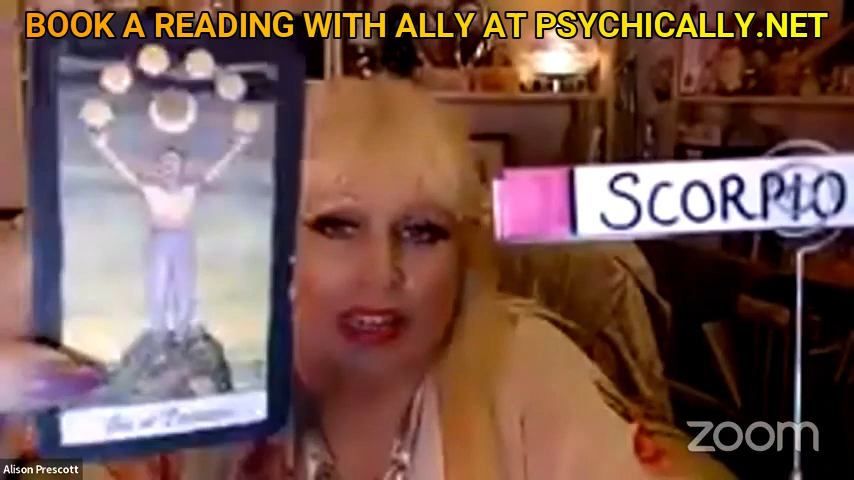 BOOK A READING WITH ALLY AT PSYCHICALLY.NET
SCORPIO
zoom
Alison Prescott